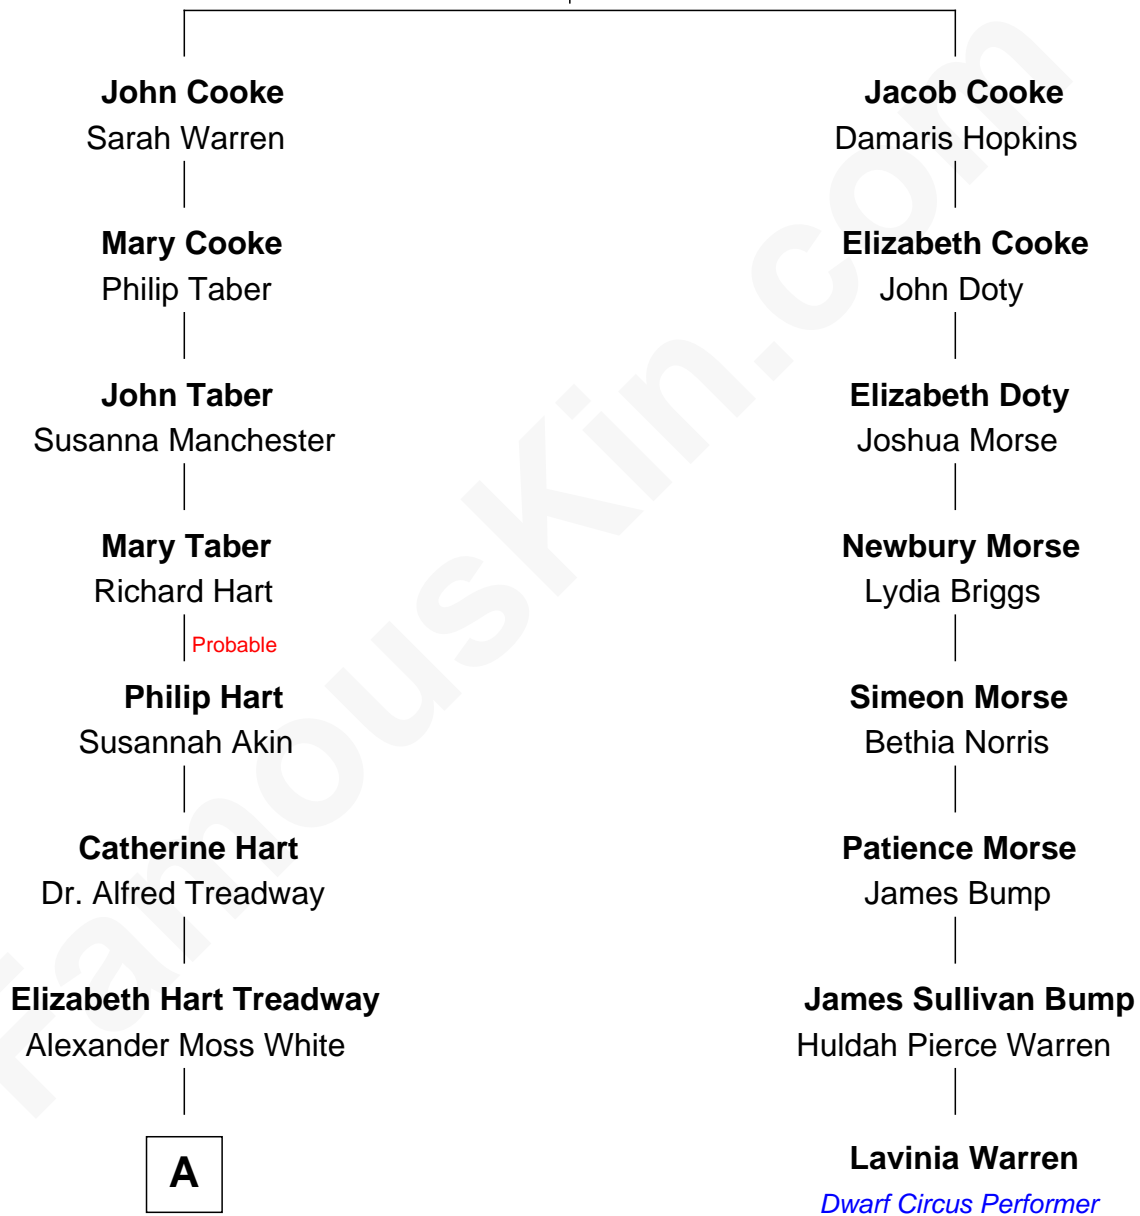 John Cooke
Sarah Warren
Mary Cooke
Philip Taber
John Taber
Susanna Manchester
Mary Taber
Richard Hart
Probable
Philip Hart
Susannah Akin
Catherine Hart
Dr. Alfred Treadway
Elizabeth Hart Treadway
Alexander Moss White
A
Jacob Cooke
Damaris Hopkins
Elizabeth Cooke
John Doty
Elizabeth Doty
Joshua Morse
Newbury Morse
Lydia Briggs
Simeon Morse
Bethia Norris
Patience Morse
James Bump
James Sullivan Bump
Huldah Pierce Warren
Lavinia Warren
Dwarf Circus Performer
FamousKin.com